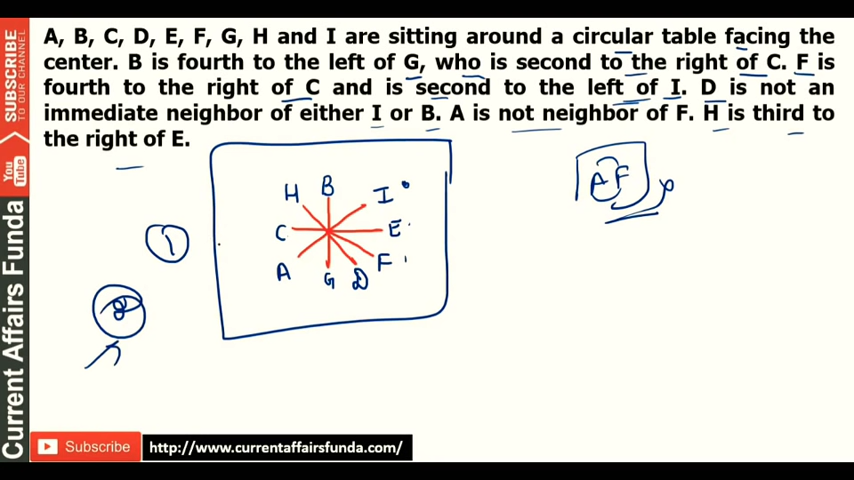 A, B, C, D, E, F, G, H and I are sitting around a circular table facing the
center. B is fourth to the left of G, who is second to the right of C. F is
fourth to the right of C and is second to the left of I. D is not an
immediate neighbor of either I or B. A is not neighbor of F. H is third to
the right of E.
H B I
C E
A G D F
1
A F
8
SUBSCRIBE
TO OUR CHANNEL
You
Tube
Current Affairs Funda
Subscribe
http://www.currentaffairsfunda.com/